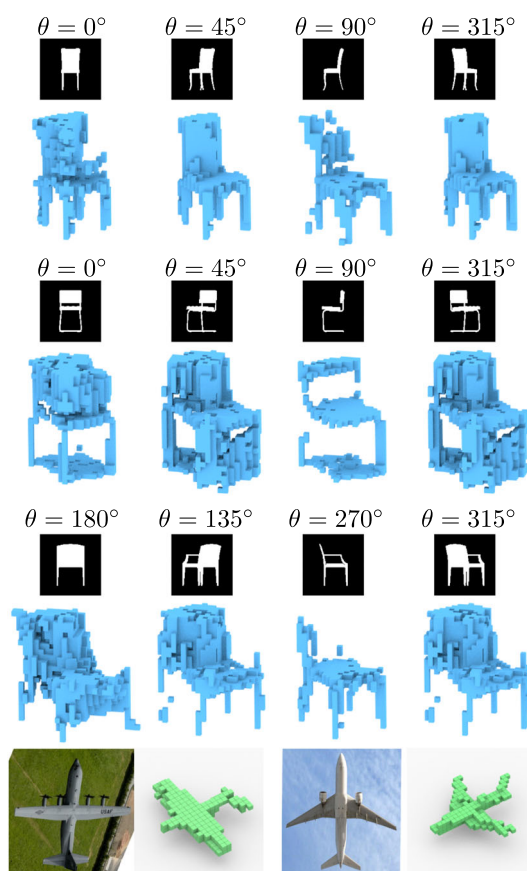 θ = 0° θ = 45° θ = 90° θ = 315°
θ = 0° θ = 45° θ = 90° θ = 315°
θ = 180° θ = 135° θ = 270° θ = 315°